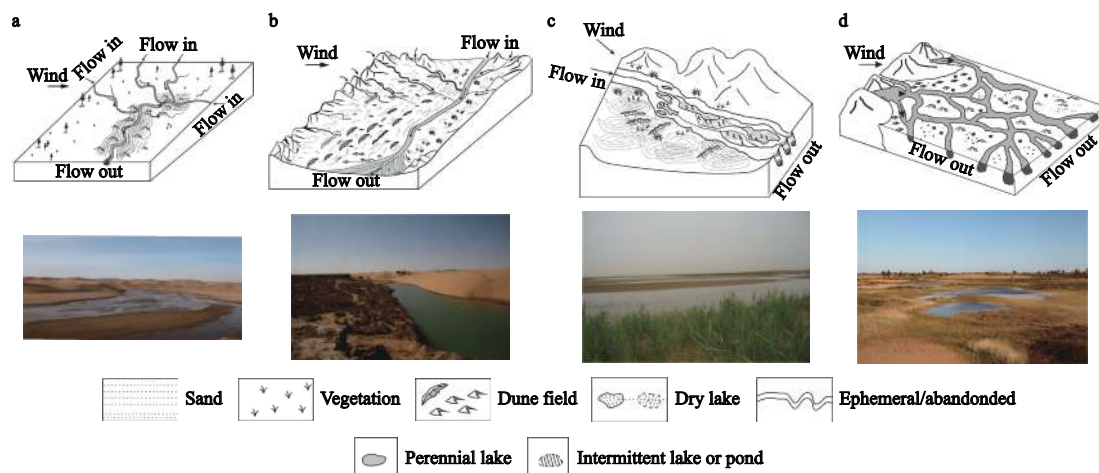 a
b
c
d
Flow in
Flow in
Wind
Flow in
Flow out
Wind
Flow in
Flow out
Wind
Flow in
Flow out
Wind
Flow out
Flow out
Sand
Vegetation
Dune field
Dry lake
Ephemeral/abandonded
Perennial lake
Intermittent lake or pond